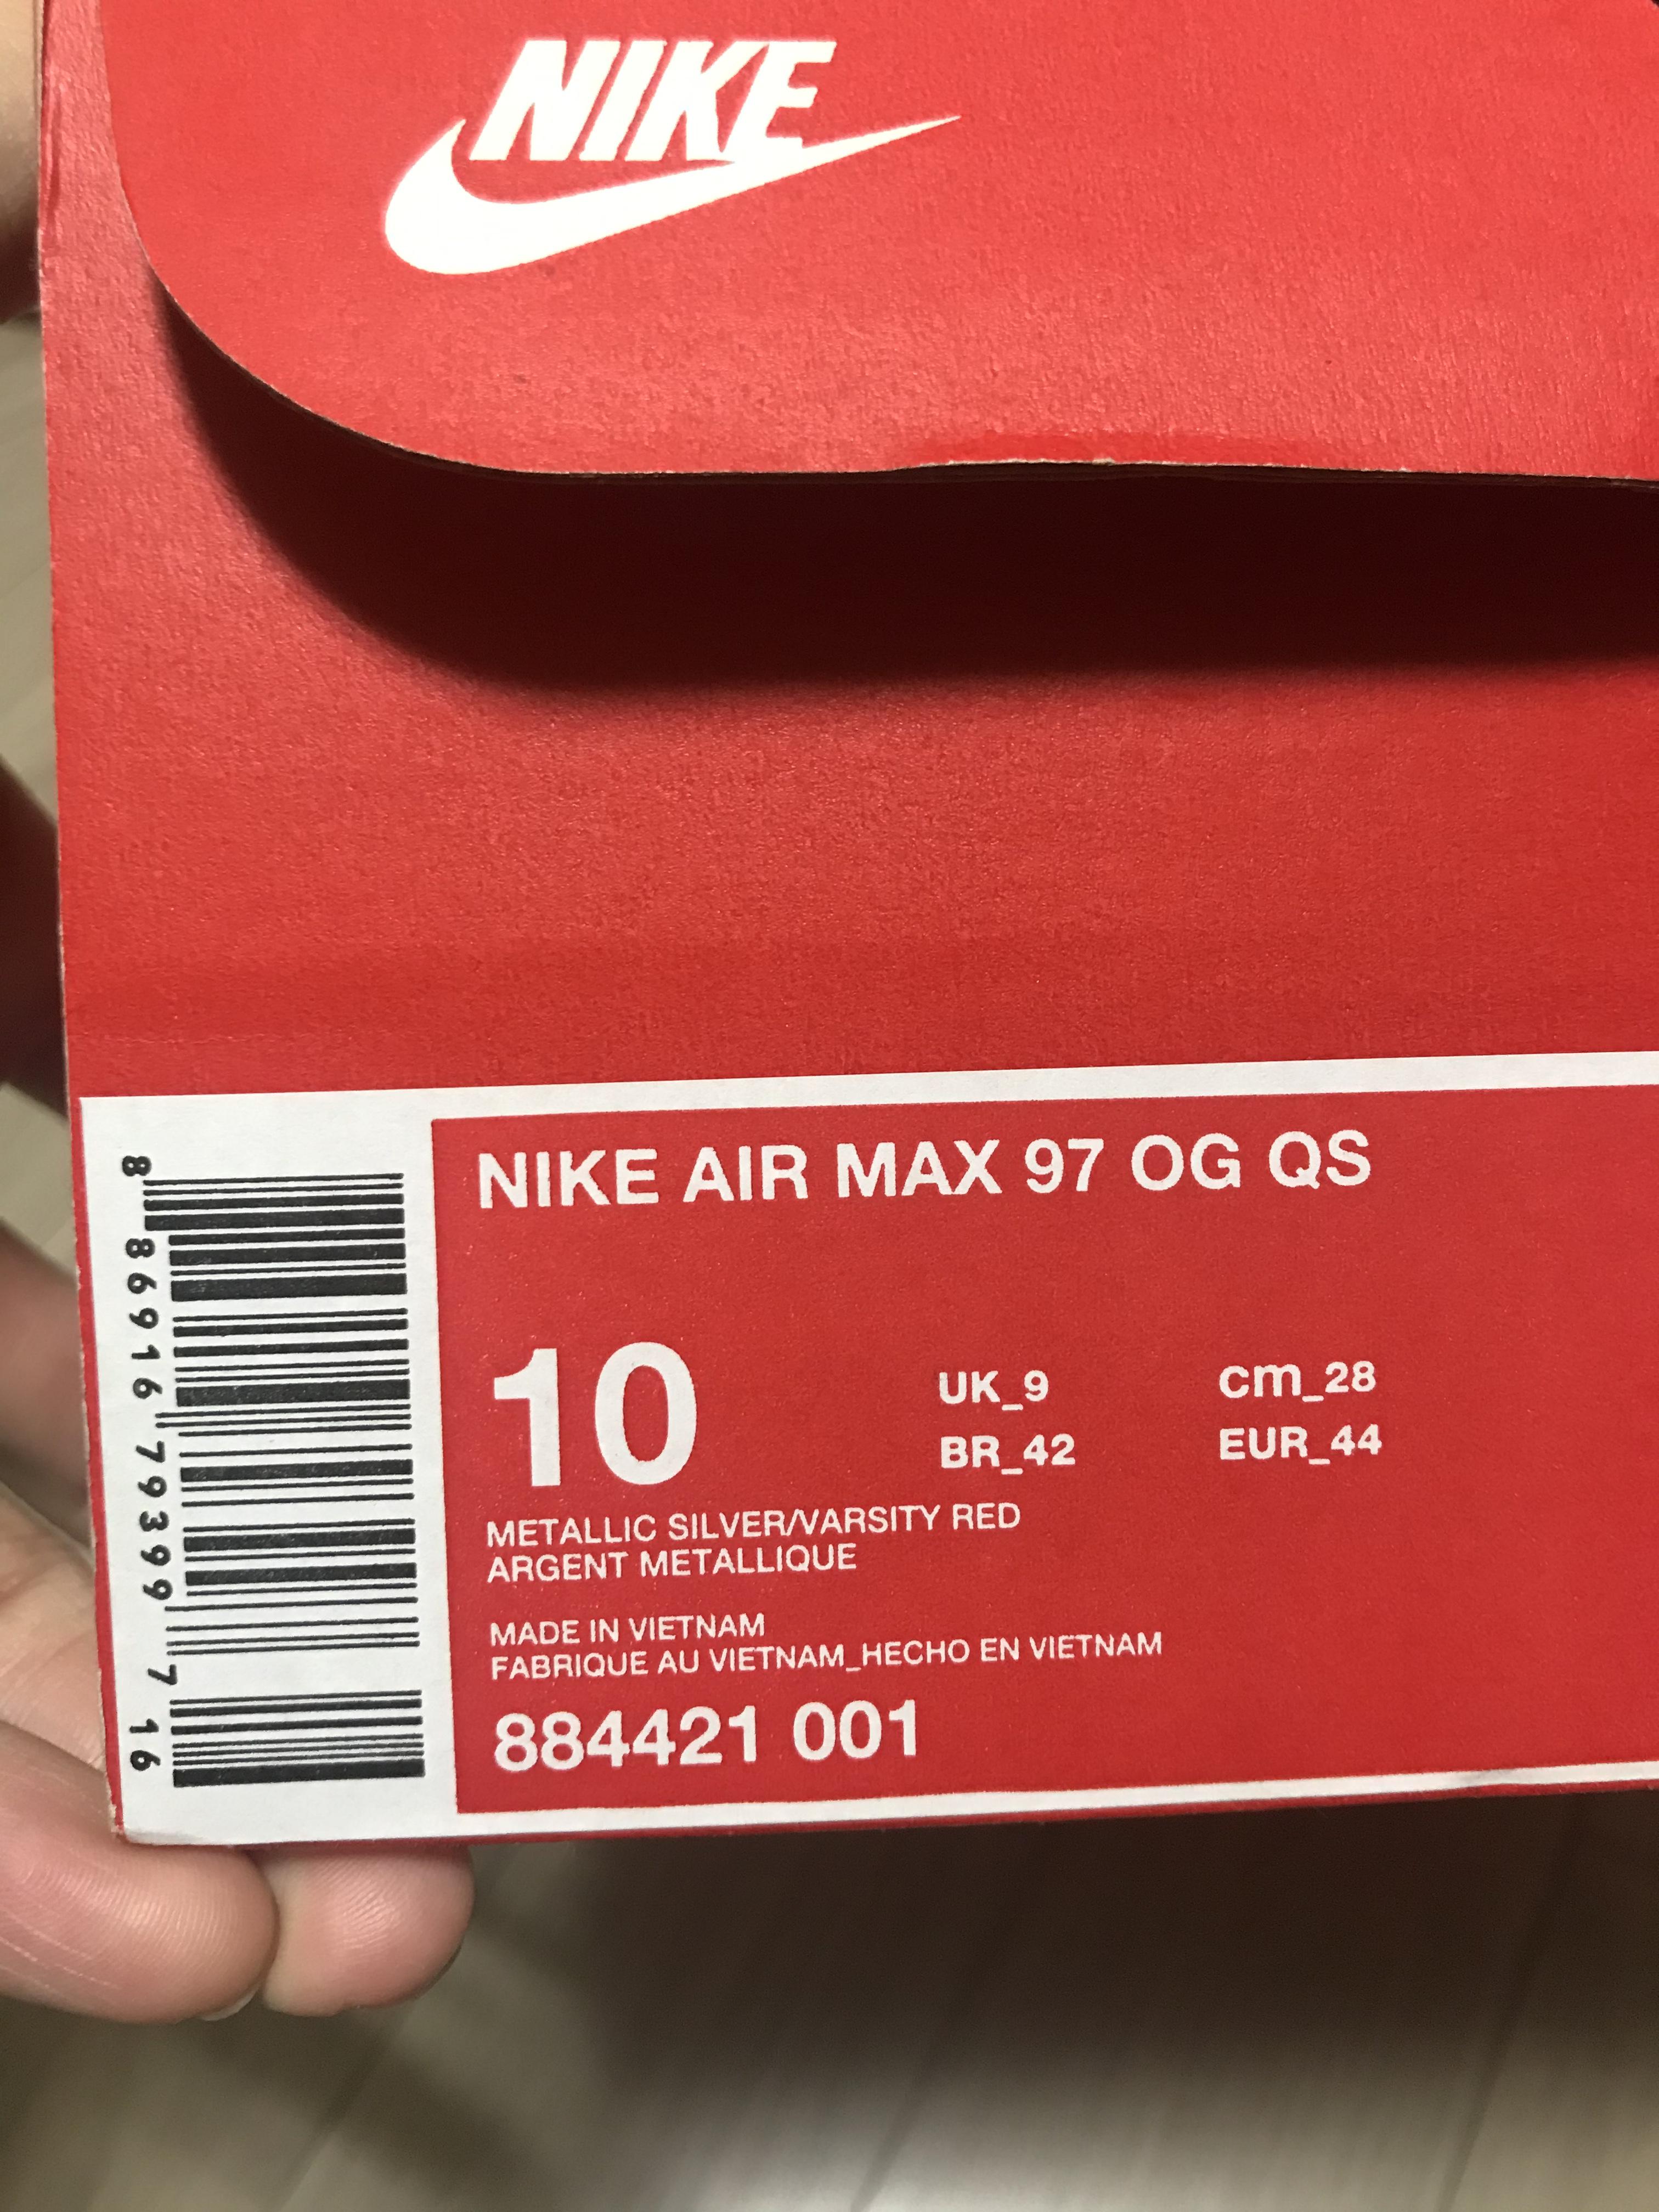 NIKE
NIKE AIR MAX 97 OG QS
10
UK_9
cm_28
BR_42
EUR_44
METALLIC SILVER/VARSITY RED
ARGENT METALLIQUE
MADE IN VIETNAM
FABRIQUE AU VIETNAM_HECHO EN VIETNAM
884421 001
8 86916 79399 7 16